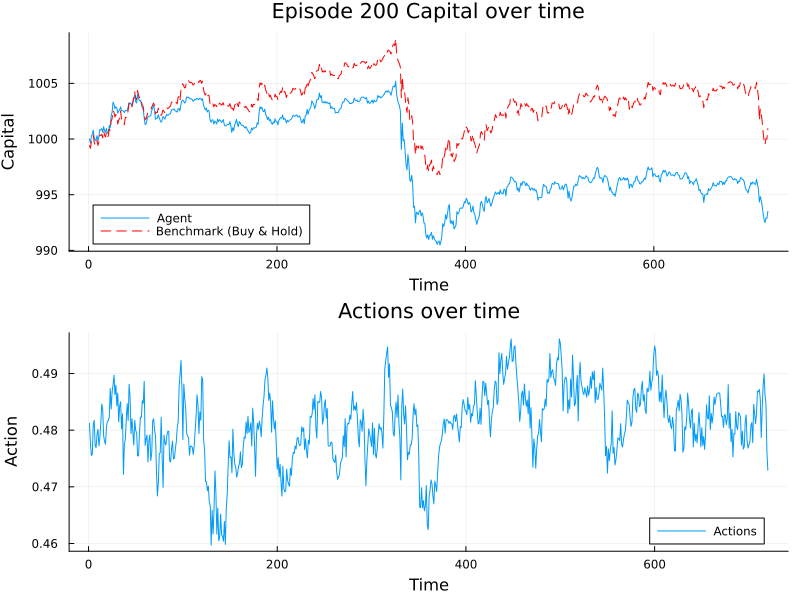 Episode 200 Capital over time
Capital
1005
1000
995
990
Agent
Benchmark (Buy & Hold)
0
200
400
600
Time
Actions over time
Action
0.49
0.48
0.47
0.46
Actions
0
200
400
600
Time